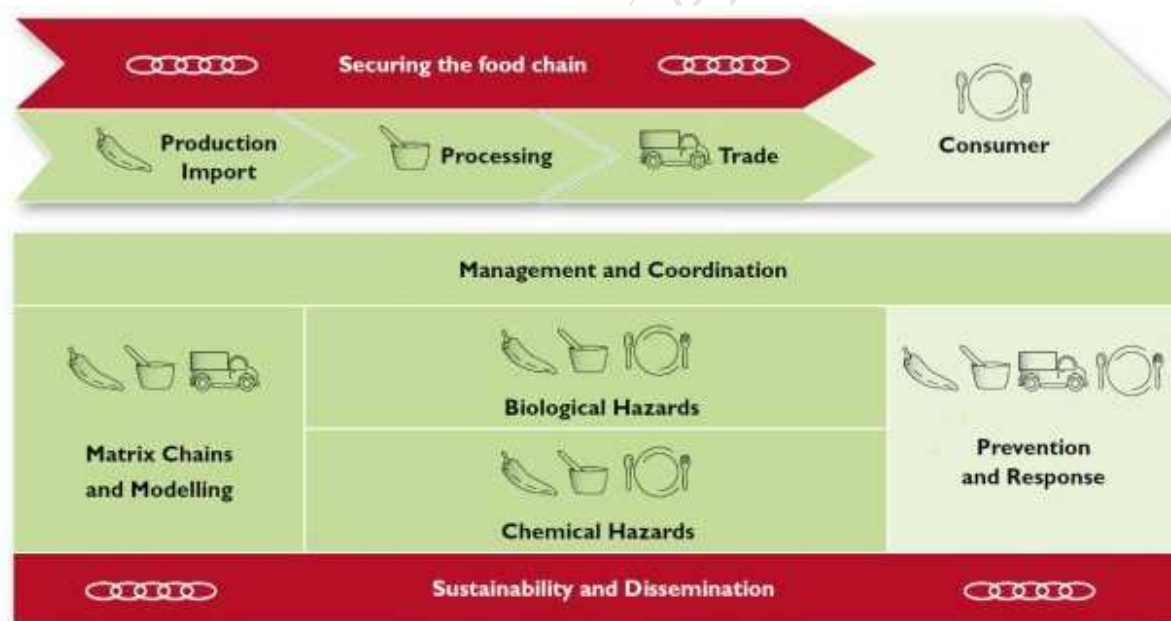 Securing the food chain
Production
Import
Processing
Trade
Consumer
Management and Coordination
Biological Hazards
Matrix Chains
and Modelling
Prevention
and Response
Chemical Hazards
Sustainability and Dissemination